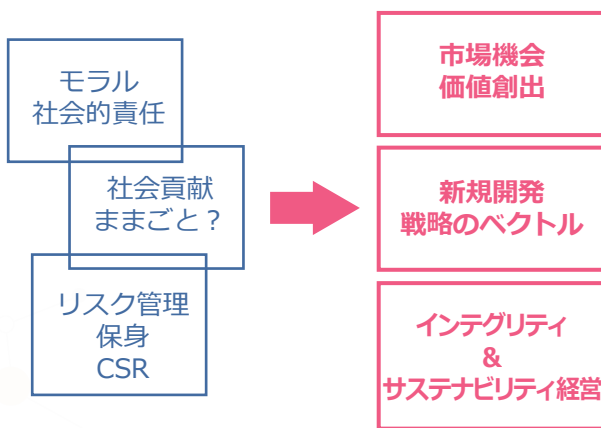 モラル
社会的責任
社会貢献
ままごと？
リスク管理
保身
CSR
市場機会
価値創出
新規開発
戦略のベクトル
インテグリティ
&
サステナビリティ経営